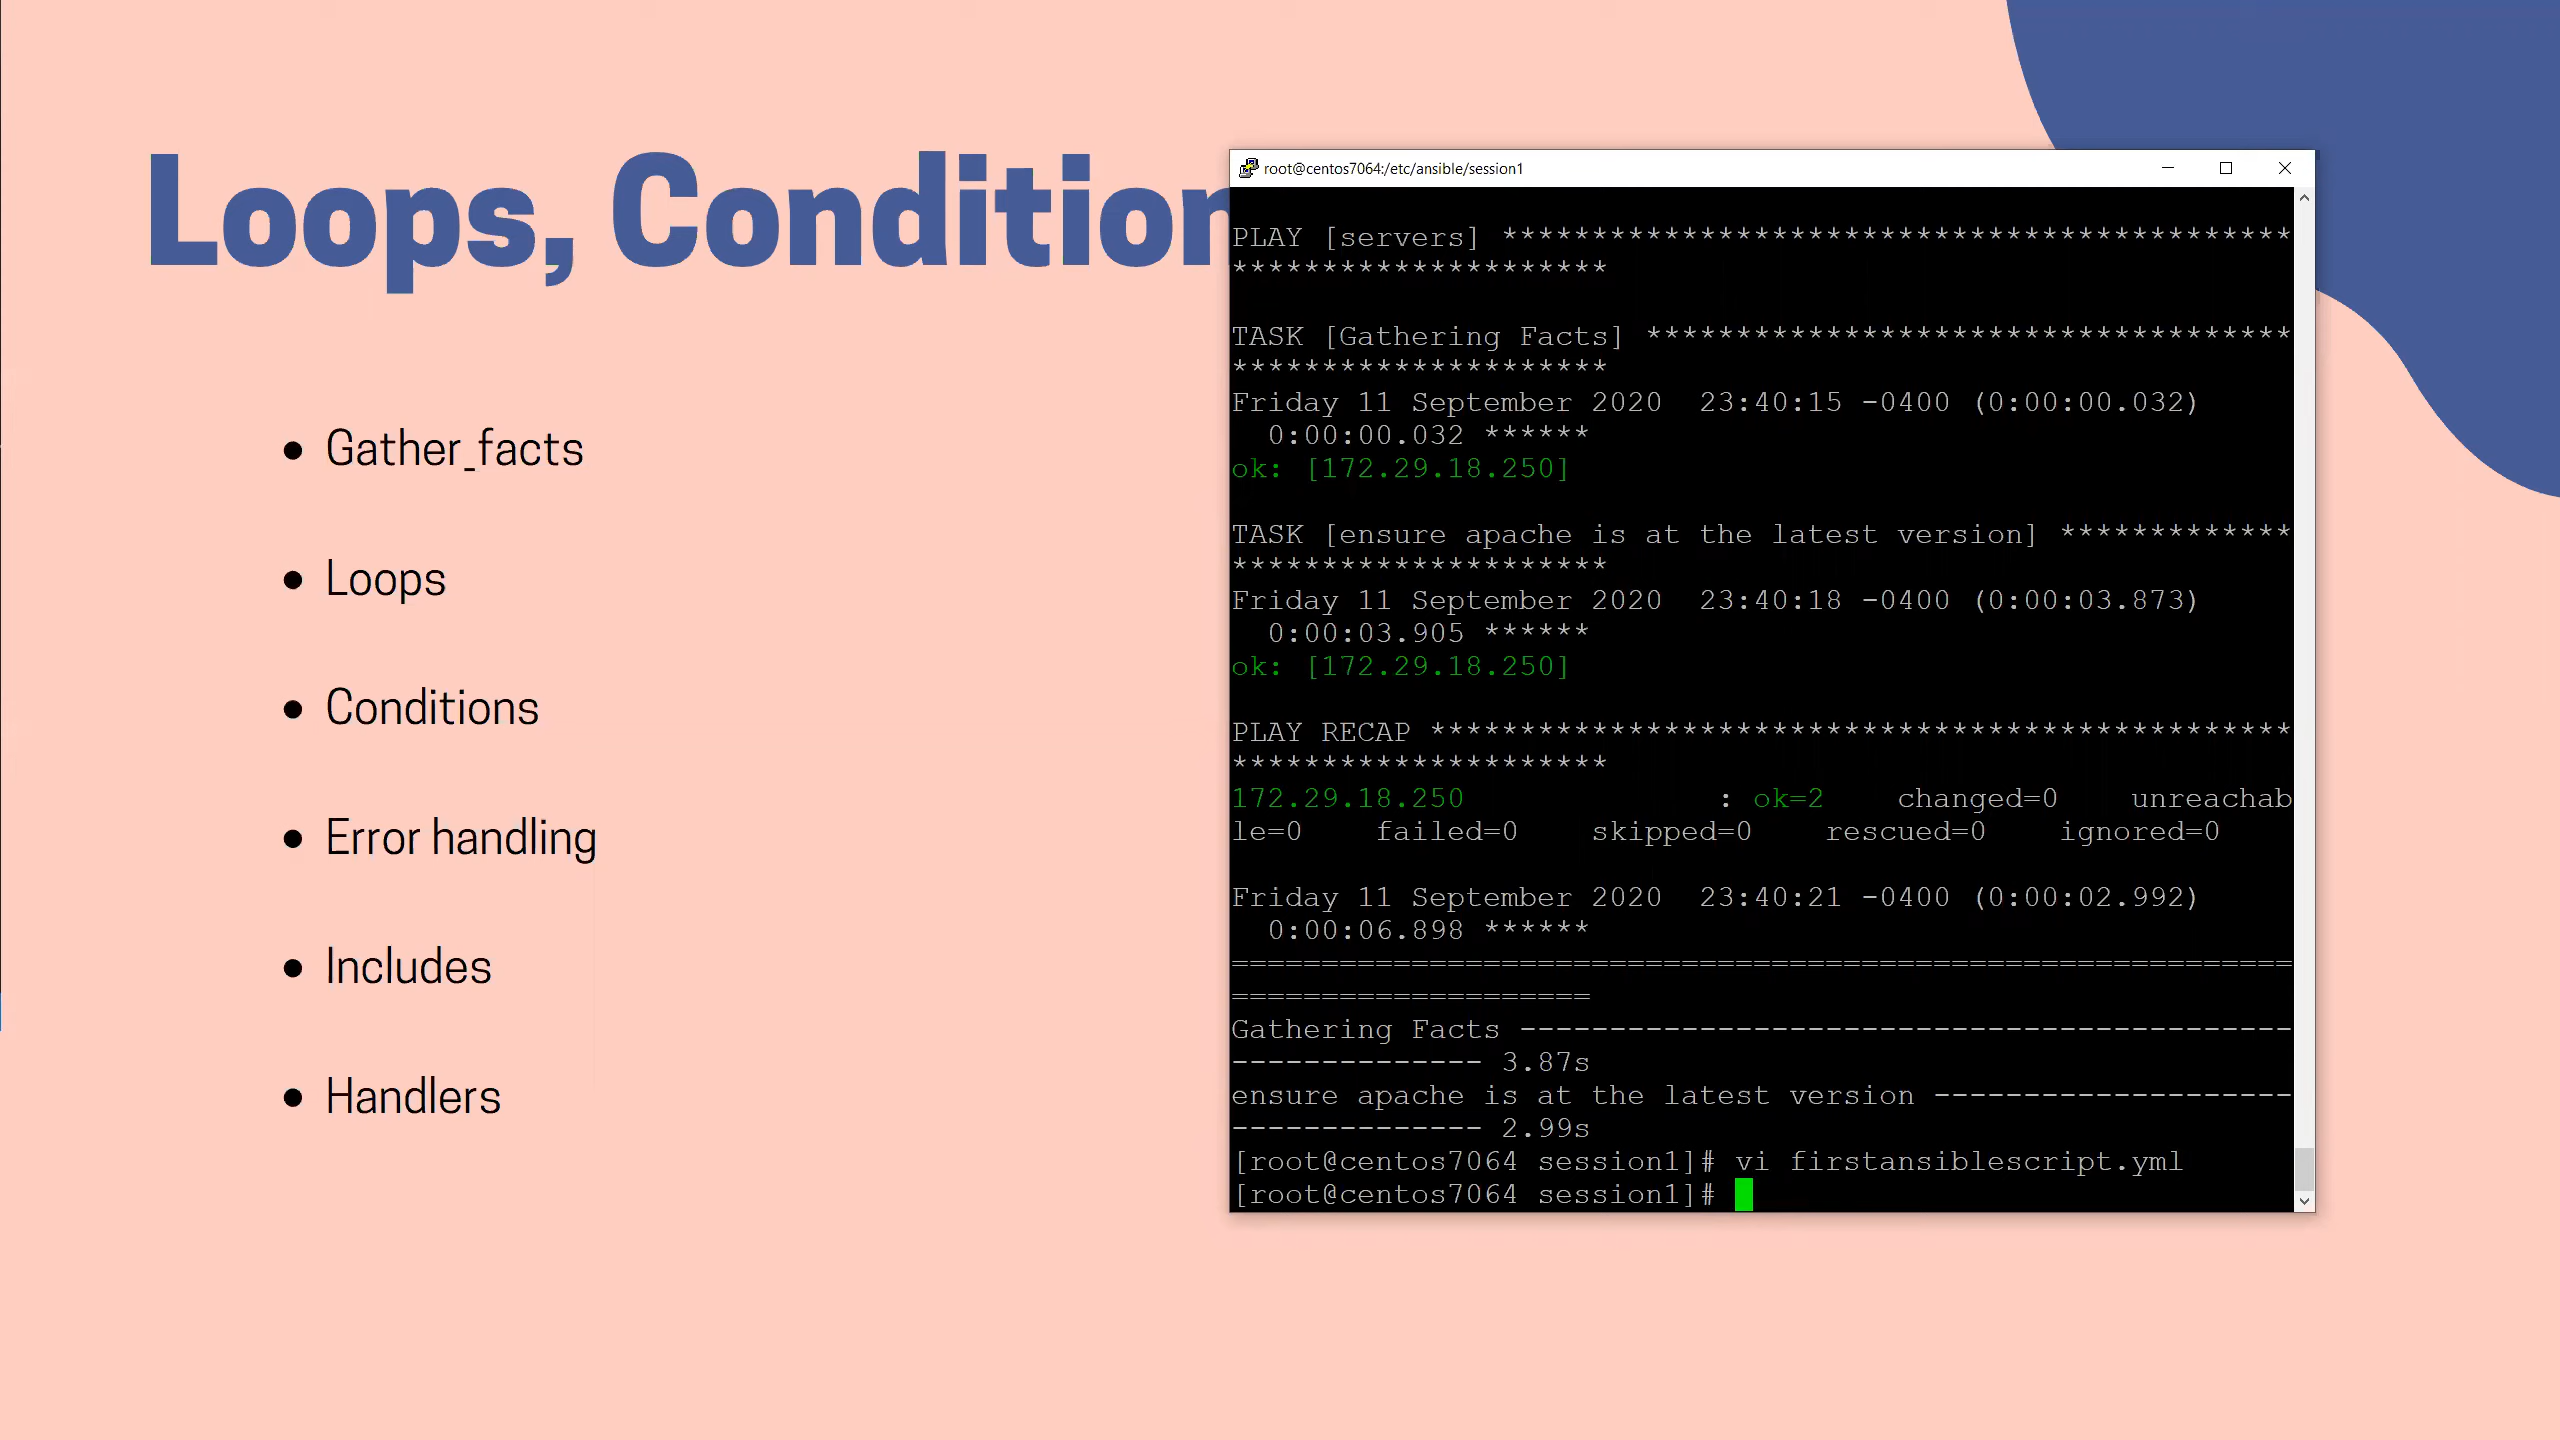 Loops, Condition
Gather_facts
Loops
Conditions
Error handling
Includes
Handlers
root@centos7064:/etc/ansible/session1
PLAY [servers] ********************************************
*********************
TASK [Gathering Facts] ************************************
*********************
Friday 11 September 2020  23:40:15 -0400 (0:00:00.032)
  0:00:00.032 ******
ok: [172.29.18.250]
TASK [ensure apache is at the latest version] *************
*********************
Friday 11 September 2020  23:40:18 -0400 (0:00:03.873)
  0:00:03.905 ******
ok: [172.29.18.250]
PLAY RECAP ************************************************
*********************
172.29.18.250              : ok=2    changed=0    unreachab
le=0    failed=0    skipped=0    rescued=0    ignored=0
Friday 11 September 2020  23:40:21 -0400 (0:00:02.992)
  0:00:06.898 ******
===========================================================
====================
Gathering Facts -------------------------------------------
-------------- 3.87s
ensure apache is at the latest version --------------------
-------------- 2.99s
[root@centos7064 session1]# vi firstansiblescript.yml
[root@centos7064 session1]#